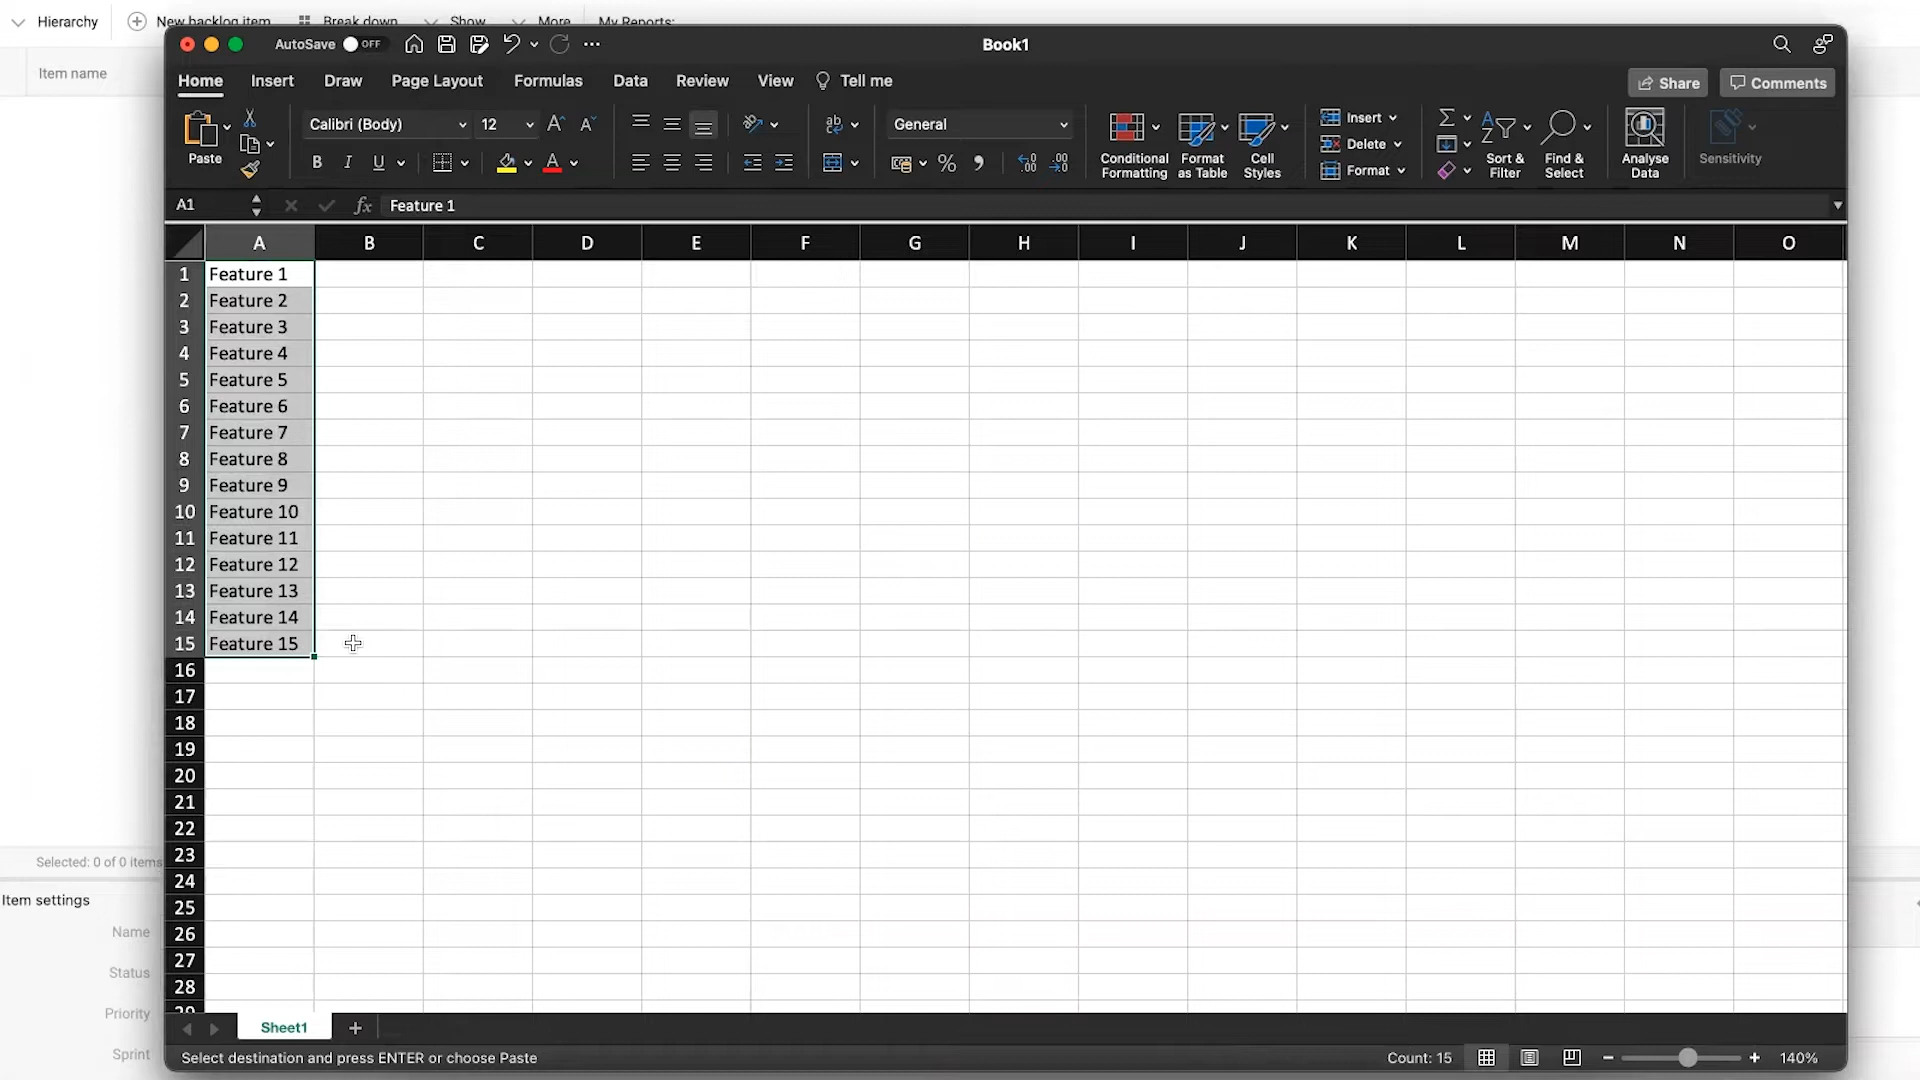 Hierarchy New backlog item Break down Show More My Reports:
AutoSave OFF Book1
Item name
Home Insert Draw Page Layout Formulas Data Review View Tell me Share Comments
Paste Calibri (Body) 12 General Conditional Formatting Format as Table Cell Styles Insert Delete Format Sort & Filter Find & Select Analyse Data Sensitivity
A1 fx Feature 1
A B C D E F G H I J K L M N O
1 Feature 1
2 Feature 2
3 Feature 3
4 Feature 4
5 Feature 5
6 Feature 6
7 Feature 7
8 Feature 8
9 Feature 9
10 Feature 10
11 Feature 11
12 Feature 12
13 Feature 13
14 Feature 14
15 Feature 15
16
17
18
19
20
21
22
23
Selected: 0 of 0 items
24
Item settings
25
Name 26
27
Status
28
29
Priority
Sheet1
Sprint
Select destination and press ENTER or choose Paste Count: 15 140%